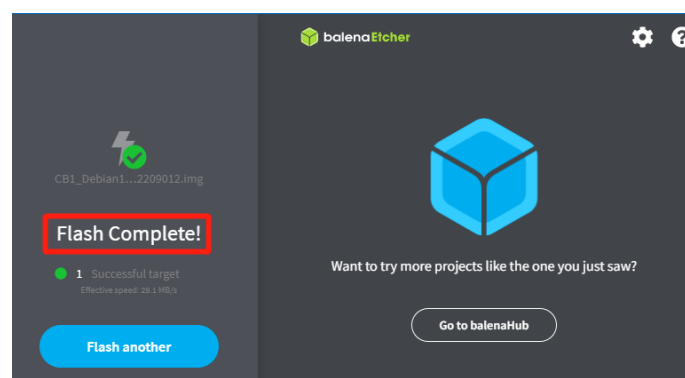 balenaEtcher
CB1_Debian1...2209012.img
Flash Complete!
1 Successful target
Effective speed: 28.1 MB/s
Flash another
Want to try more projects like the one you just saw?
Go to balenaHub